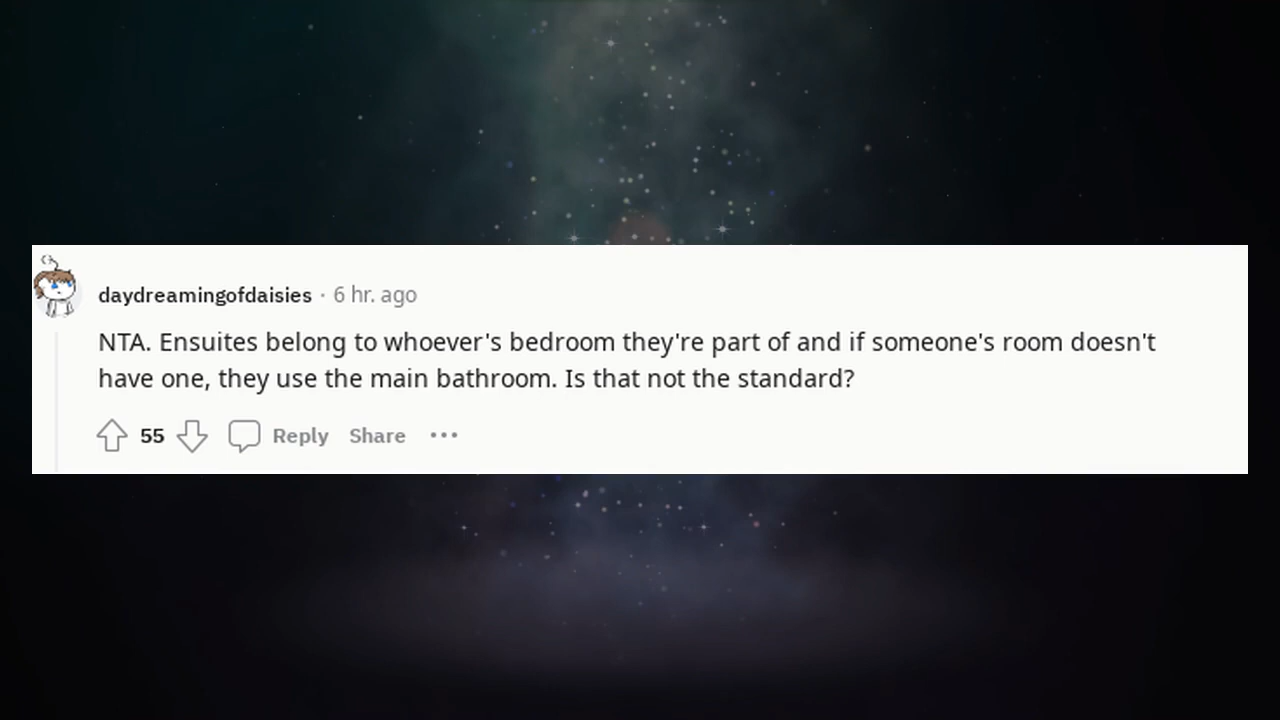 daydreamingofdaisies · 6 hr. ago
NTA. Ensuites belong to whoever's bedroom they're part of and if someone's room doesn't
have one, they use the main bathroom. Is that not the standard?
55 Reply Share •••